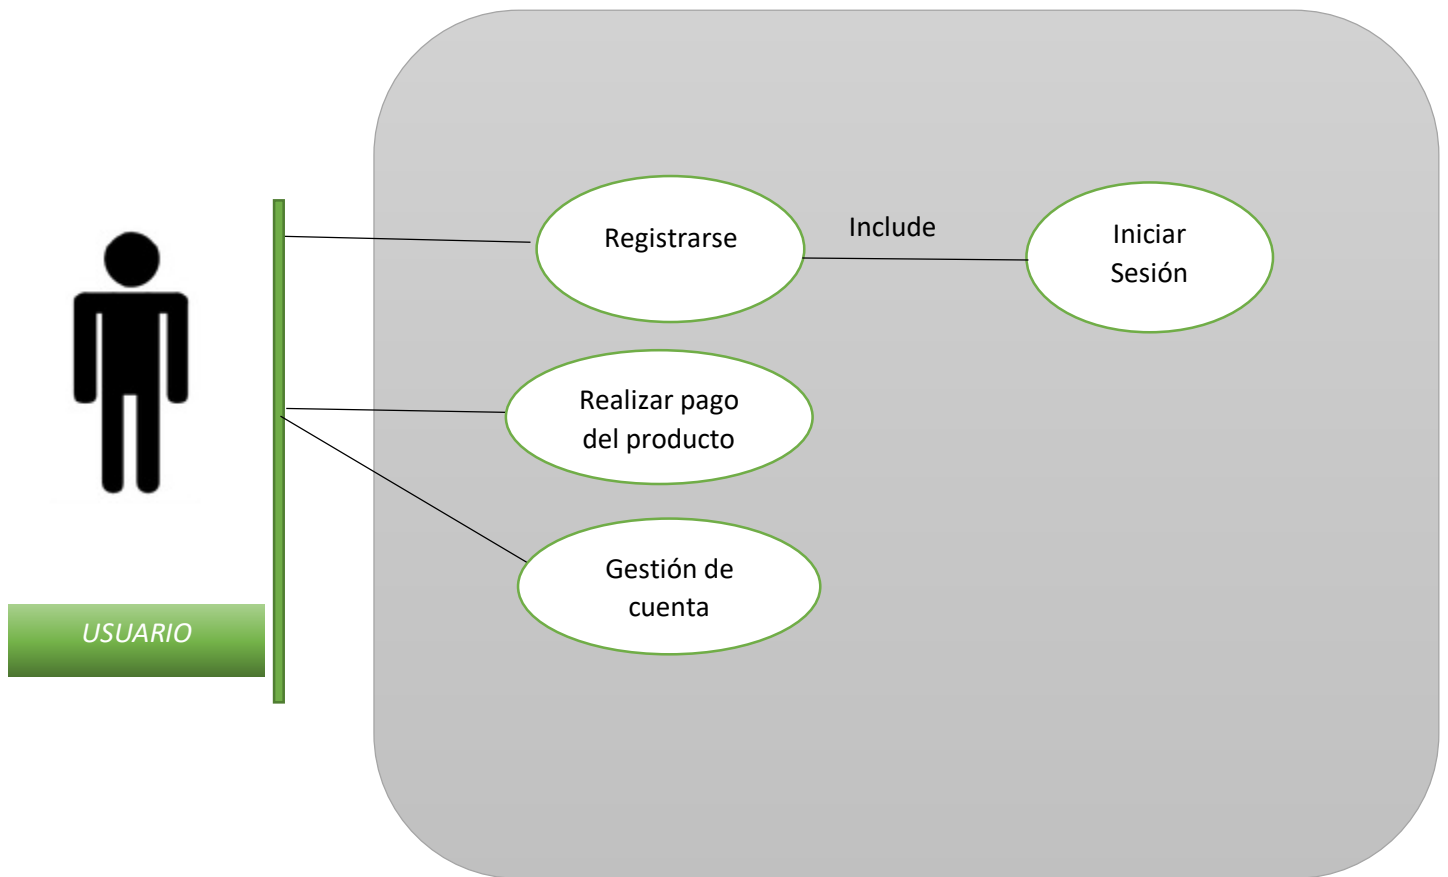 Registrarse
Include
Iniciar
Sesión
Realizar pago
del producto
Gestión de
cuenta
USUARIO